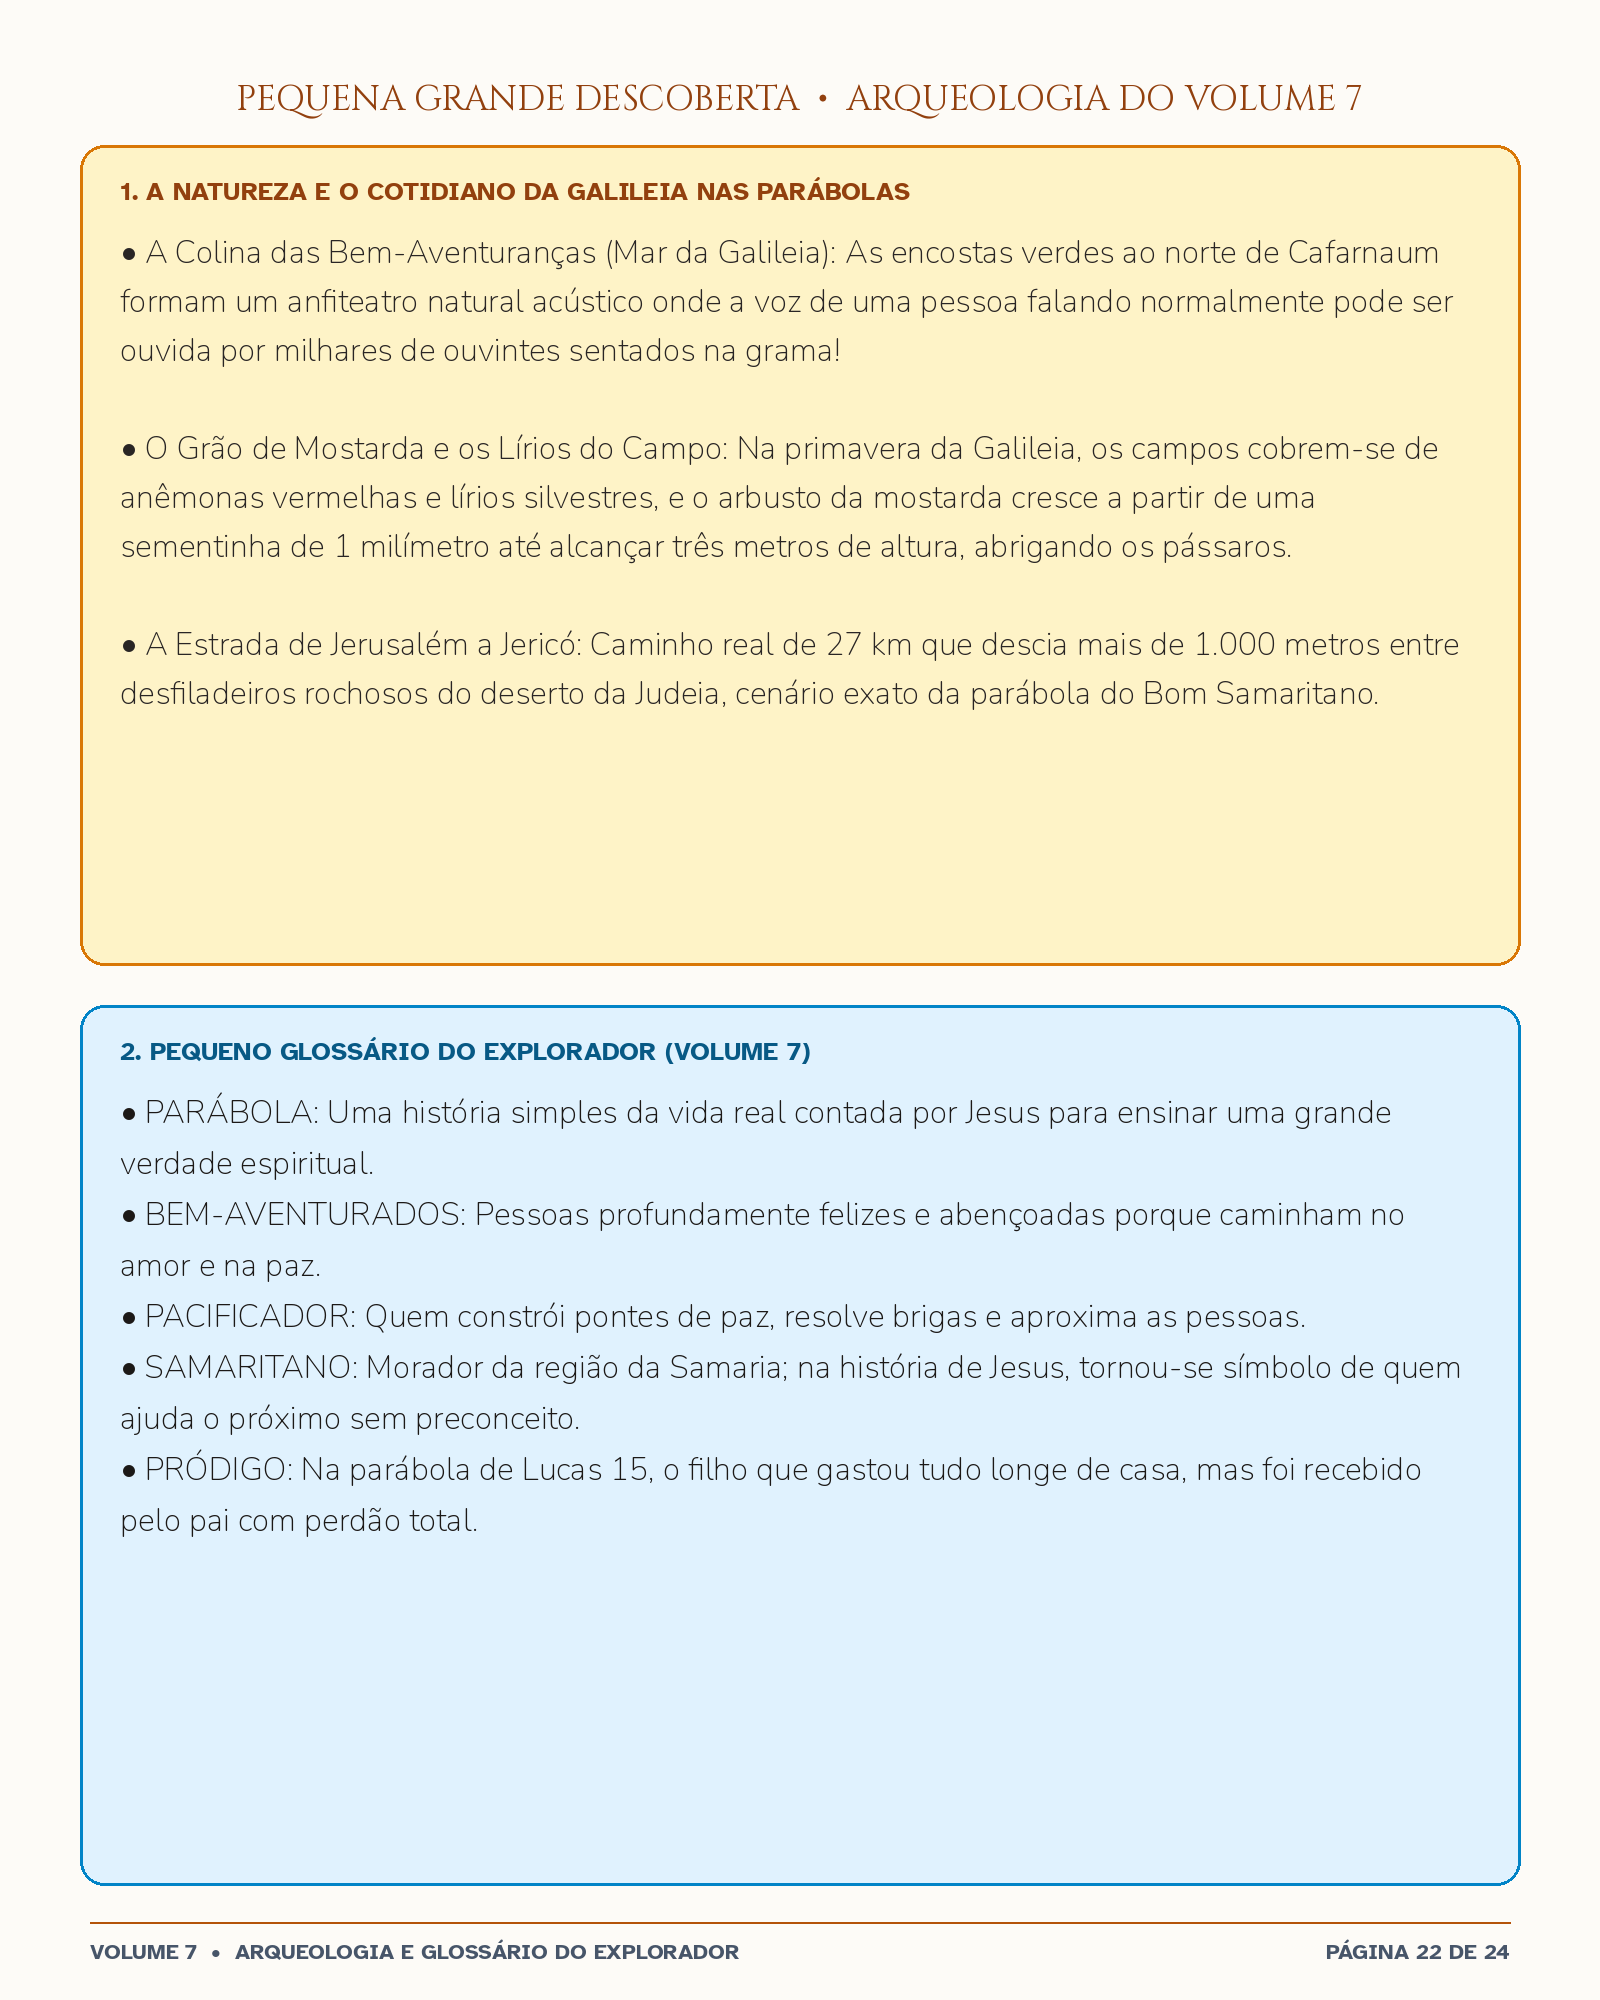 PEQUENA GRANDE DESCOBERTA • ARQUEOLOGIA DO VOLUME 7
1. A NATUREZA E O COTIDIANO DA GALILEIA NAS PARÁBOLAS
• A Colina das Bem-Aventuranças (Mar da Galileia): As encostas verdes ao norte de Cafarnaum
formam um anfiteatro natural acústico onde a voz de uma pessoa falando normalmente pode ser
ouvida por milhares de ouvintes sentados na grama!
• O Grão de Mostarda e os Lírios do Campo: Na primavera da Galileia, os campos cobrem-se de
anêmonas vermelhas e lírios silvestres, e o arbusto da mostarda cresce a partir de uma
sementinha de 1 milímetro até alcançar três metros de altura, abrigando os pássaros.
• A Estrada de Jerusalém a Jericó: Caminho real de 27 km que descia mais de 1.000 metros entre
desfiladeiros rochosos do deserto da Judeia, cenário exato da parábola do Bom Samaritano.
2. PEQUENO GLOSSÁRIO DO EXPLORADOR (VOLUME 7)
• PARÁBOLA: Uma história simples da vida real contada por Jesus para ensinar uma grande
verdade espiritual.
• BEM-AVENTURADOS: Pessoas profundamente felizes e abençoadas porque caminham no
amor e na paz.
• PACIFICADOR: Quem constrói pontes de paz, resolve brigas e aproxima as pessoas.
• SAMARITANO: Morador da região da Samaria; na história de Jesus, tornou-se símbolo de quem
ajuda o próximo sem preconceito.
• PRÓDIGO: Na parábola de Lucas 15, o filho que gastou tudo longe de casa, mas foi recebido
pelo pai com perdão total.
VOLUME 7 • ARQUEOLOGIA E GLOSSÁRIO DO EXPLORADOR
PÁGINA 22 DE 24